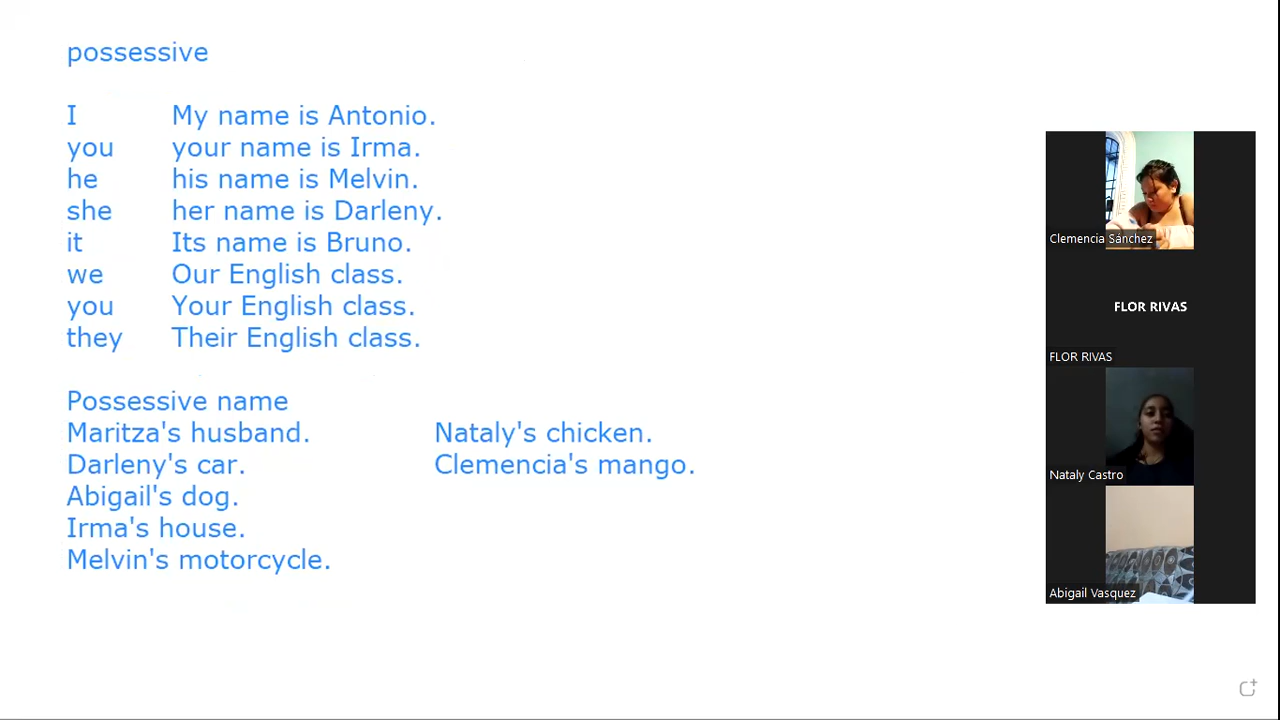 possessive
I My name is Antonio.
you your name is Irma.
he his name is Melvin.
she her name is Darleny.
it Its name is Bruno.
we Our English class.
you Your English class.
they Their English class.
Possessive name
Maritza's husband. Nataly's chicken.
Darleny's car. Clemencia's mango.
Abigail's dog.
Irma's house.
Melvin's motorcycle.
Clemencia Sánchez
FLOR RIVAS
FLOR RIVAS
Nataly Castro
Abigail Vasquez